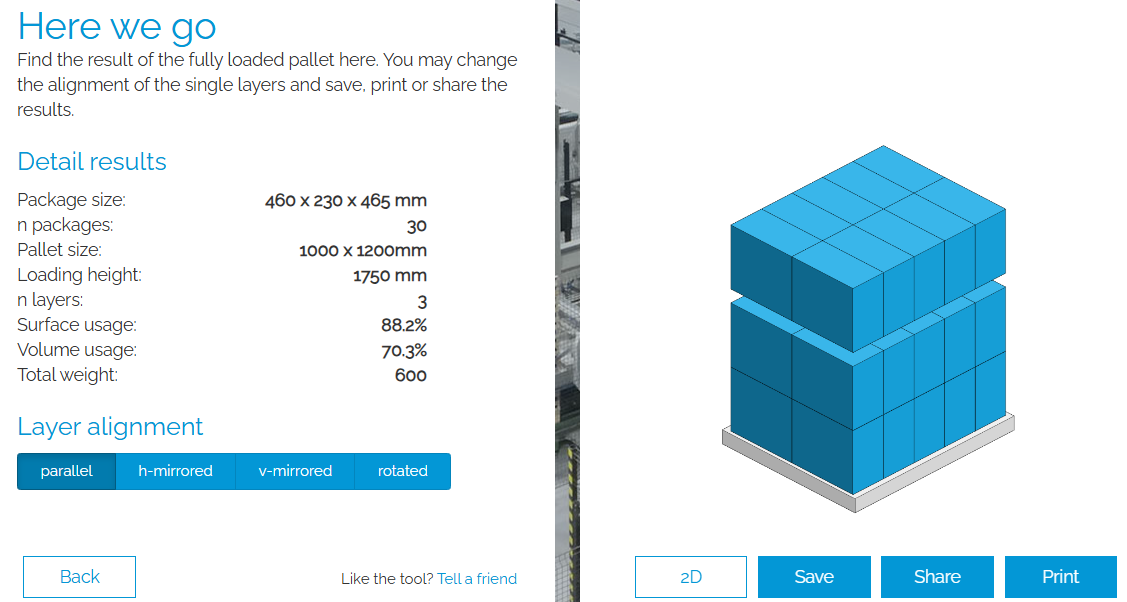 Here we go
Find the result of the fully loaded pallet here. You may change
the alignment of the single layers and save, print or share the
results.
Detail results
Package size: 460 x 230 x 465 mm
n packages: 30
Pallet size: 1000 x 1200mm
Loading height: 1750 mm
n layers: 3
Surface usage: 88.2%
Volume usage: 70.3%
Total weight: 600
Layer alignment
parallel h-mirrored v-mirrored rotated
Back Like the tool? Tell a friend
2D Save Share Print